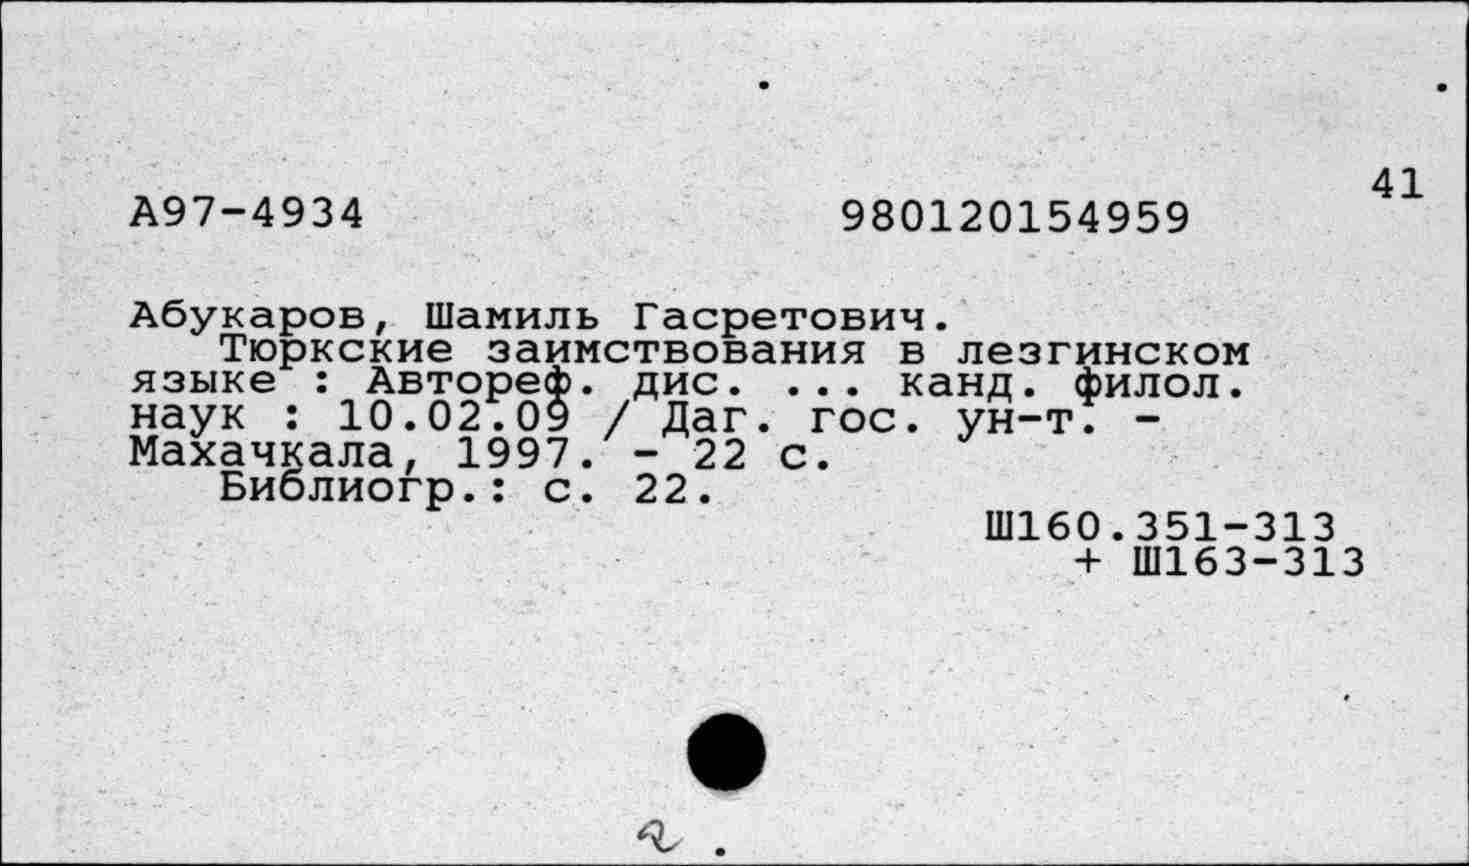 41
А97-4934 980120154959
Абукаров, Шамиль Гасретович.
Тюркские заимствования в лезгинском
языке : Автореф. дис. ... канд. филол.
наук : 10.02.09 / Даг. гос. ун-т. -
Махачкала, 1997. - 22 с.
Библиогр.: с. 22.
Ш160.351-313
+ Ш163-313